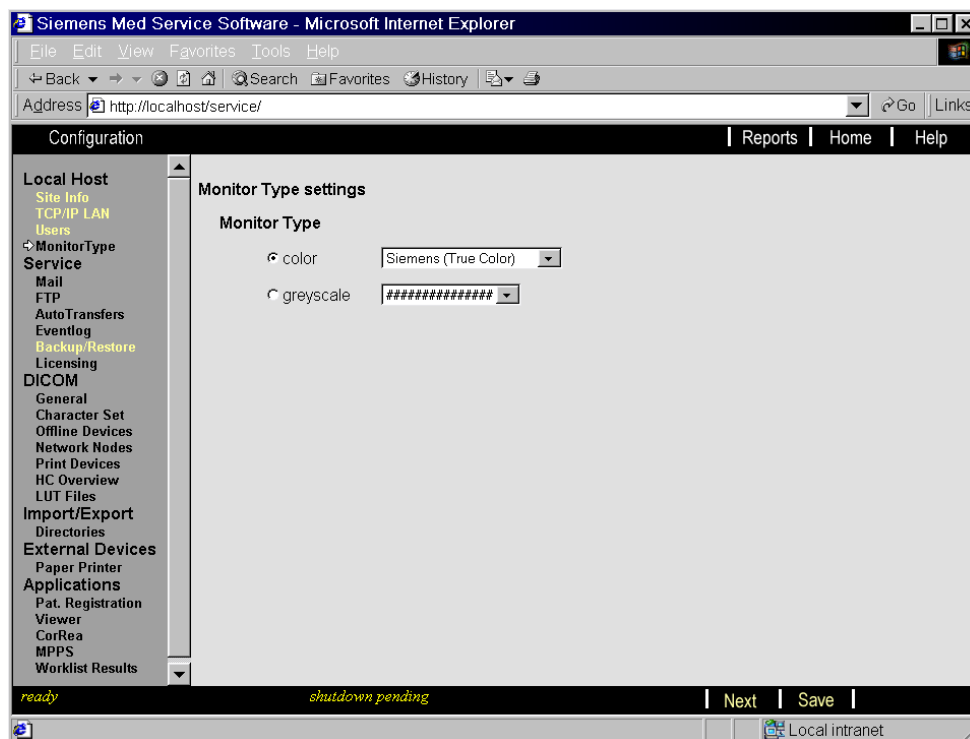 Siemens Med Service Software - Microsoft Internet Explorer
File Edit View Favorites Tools Help
Back Search Favorites History
Address http://localhost/service/ Go Links
Configuration Reports Home Help
Local Host
Site Info
TCP/IP LAN
Users
MonitorType
Service
Mail
FTP
AutoTransfers
Eventlog
Backup/Restore
Licensing
DICOM
General
Character Set
Offline Devices
Network Nodes
Print Devices
HC Overview
LUT Files
Import/Export
Directories
External Devices
Paper Printer
Applications
Pat. Registration
Viewer
CorRea
MPPS
Worklist Results
Monitor Type settings
Monitor Type
color Siemens (True Color)
greyscale ###############
ready shutdown pending Next Save
Local intranet